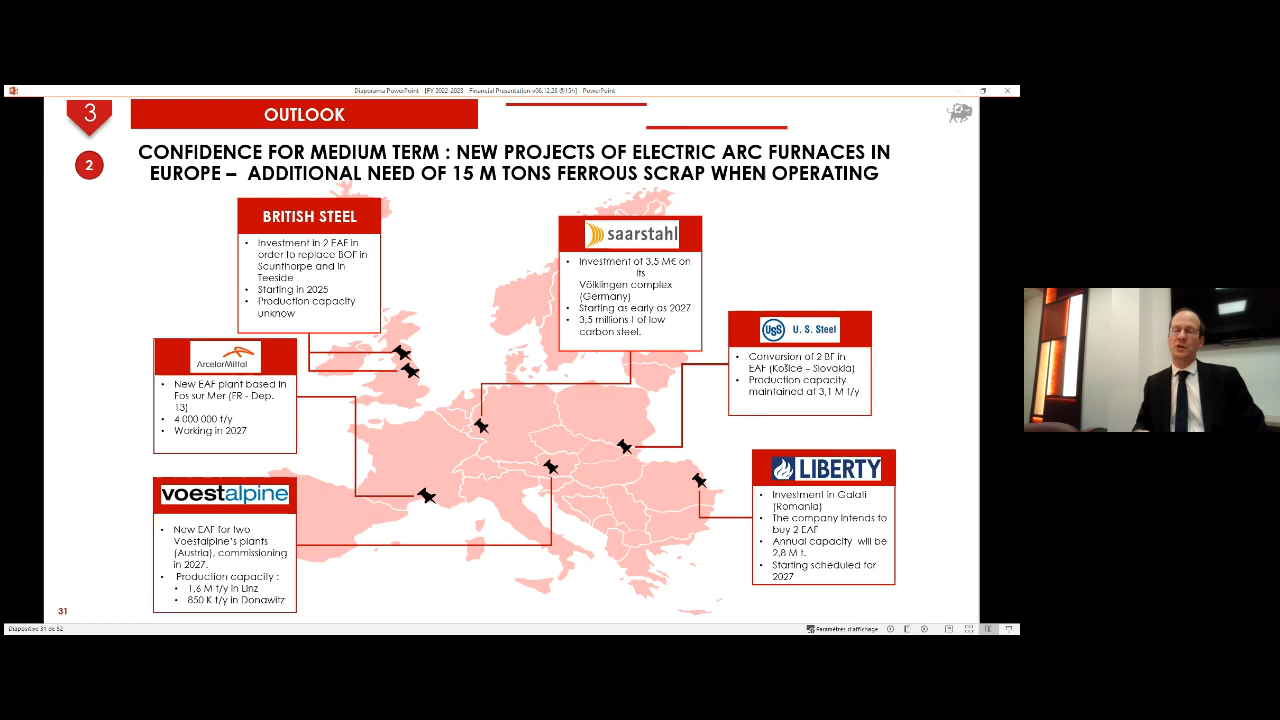 Diaporama PowerPoint - [FY 2022-2023 - Financial Presentation v06.12.23 @15h] - PowerPoint
3
OUTLOOK
2
CONFIDENCE FOR MEDIUM TERM : NEW PROJECTS OF ELECTRIC ARC FURNACES IN
EUROPE – ADDITIONAL NEED OF 15 M TONS FERROUS SCRAP WHEN OPERATING
BRITISH STEEL
• Investment in 2 EAF in
order to replace BOF in
Scunthorpe and in
Teeside
• Starting in 2025
• Production capacity
unknow
saarstahl
• Investment of 3,5 M€ on
its
Völklingen complex
(Germany)
• Starting as early as 2027
• 3,5 millions t of low
carbon steel.
USS U. S. Steel
• Conversion of 2 BF in
EAF (Košice – Slovakia)
• Production capacity
maintained at 3,1 M t/y
ArcelorMittal
• New EAF plant based in
Fos sur Mer (FR - Dep.
13)
• 4 000 000 t/y
• Working in 2027
LIBERTY
• Investment in Galati
(Romania)
• The company intends to
buy 2 EAF
• Annual capacity will be
2,8 M t.
• Starting scheduled for
2027
voestalpine
• New EAF for two
Voestalpine's plants
(Austria), commissioning
in 2027.
• Production capacity :
• 1,6 M t/y in Linz
• 850 K t/y in Donawitz
31
Diapositive 31 de 52
Paramètres d'affichage